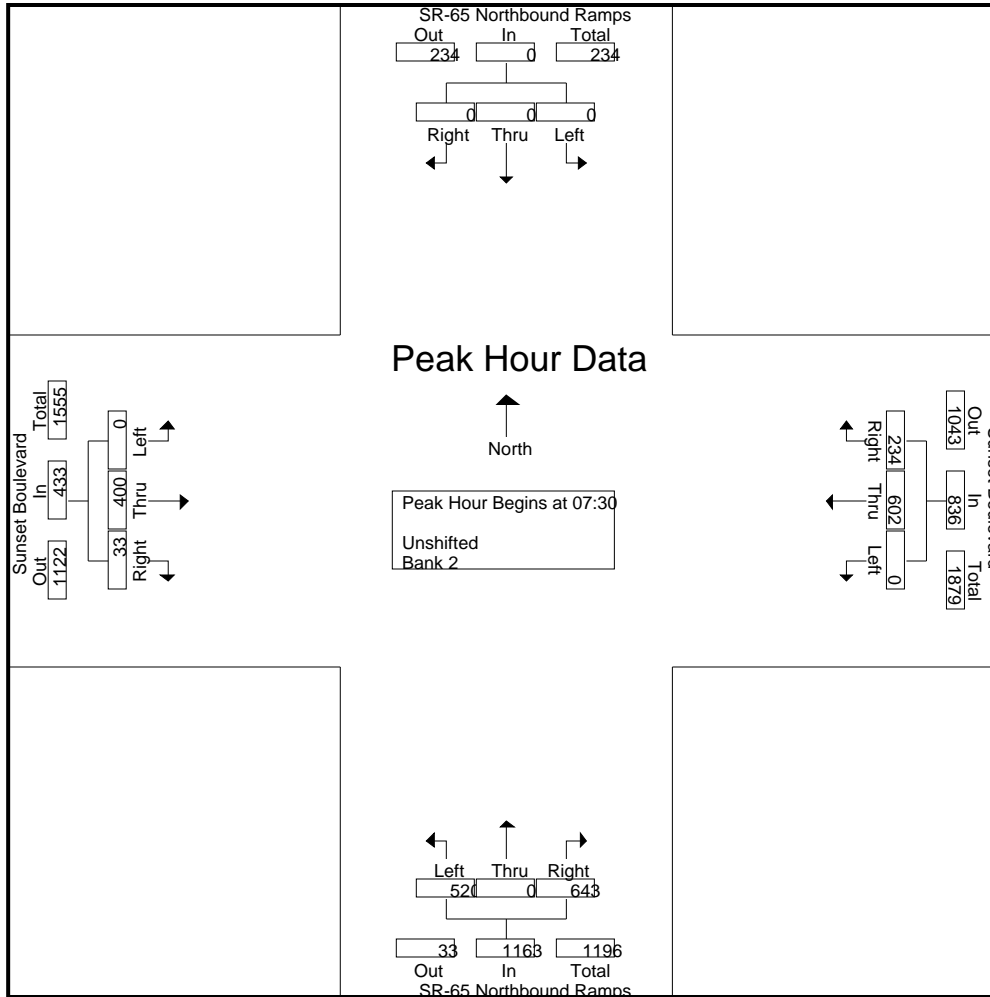 SR-65 Northbound Ramps
Out In Total
234 0 234
0 0 0
Right Thru Left
Peak Hour Data
North
Peak Hour Begins at 07:30
Unshifted
Bank 2
Sunset Boulevard
Total In Out
1555 433 1122
0 400 33
Left Thru Right
Out In Total
1043 836 1879
234 602 0
Right Thru Left
Left Thru Right
520 0 643
33 1163 1196
Out In Total
SR-65 Northbound Ramps